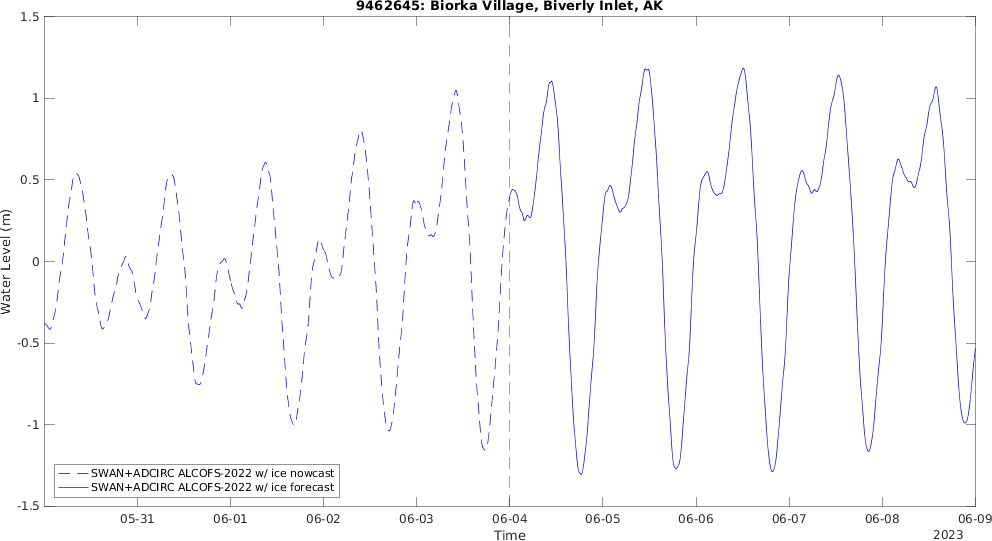 9462645: Biorka Village, Biverly Inlet, AK
1.5
1
0.5
0
-0.5
-1
-1.5
Water Level (m)
SWAN+ADCIRC ALCOFS-2022 w/ ice nowcast
SWAN+ADCIRC ALCOFS-2022 w/ ice forecast
05-31 06-01 06-02 06-03 06-04 06-05 06-06 06-07 06-08 06-09
Time
2023